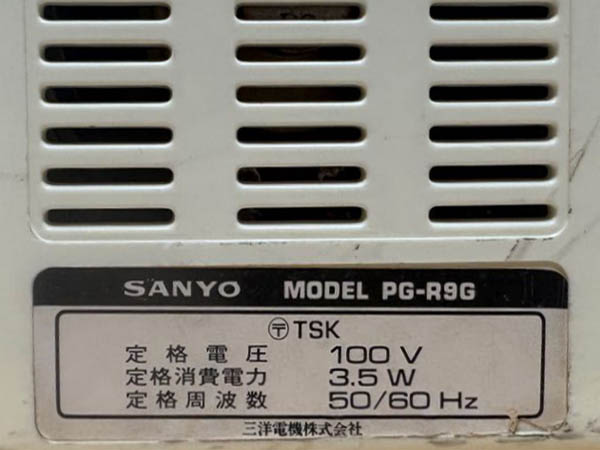 SANYO MODEL PG-R9G
〶 TSK
定格電圧 100 V
定格消費電力 3.5 W
定格周波数 50/60 Hz
三洋電機株式会社